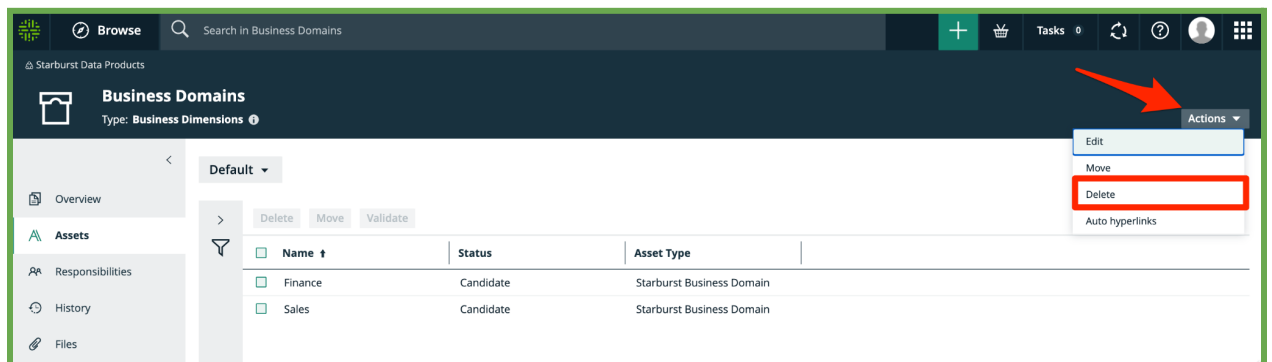 Browse Search in Business Domains Tasks 0
Starburst Data Products
Business Domains
Type: Business Dimensions
Actions
Edit
Move
Delete
Auto hyperlinks
Default
Overview
Assets
Responsibilities
History
Files
Delete Move Validate
Name Status Asset Type
Finance Candidate Starburst Business Domain
Sales Candidate Starburst Business Domain